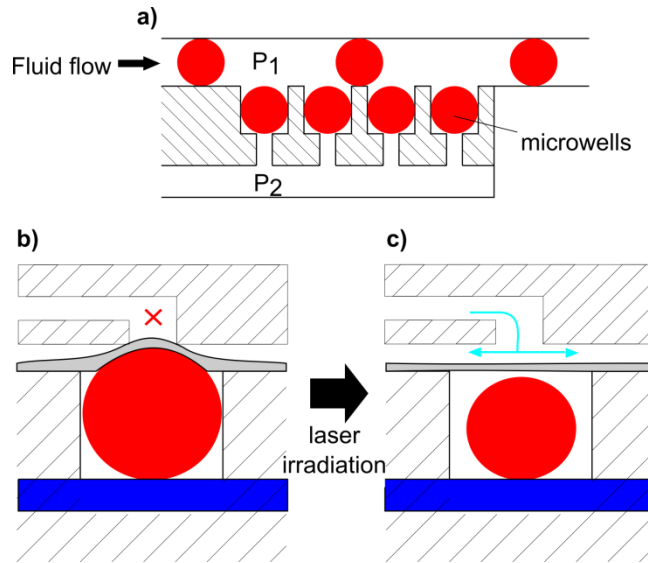 a)
Fluid flow
P1
microwells
P2
b)
c)
laser
irradiation